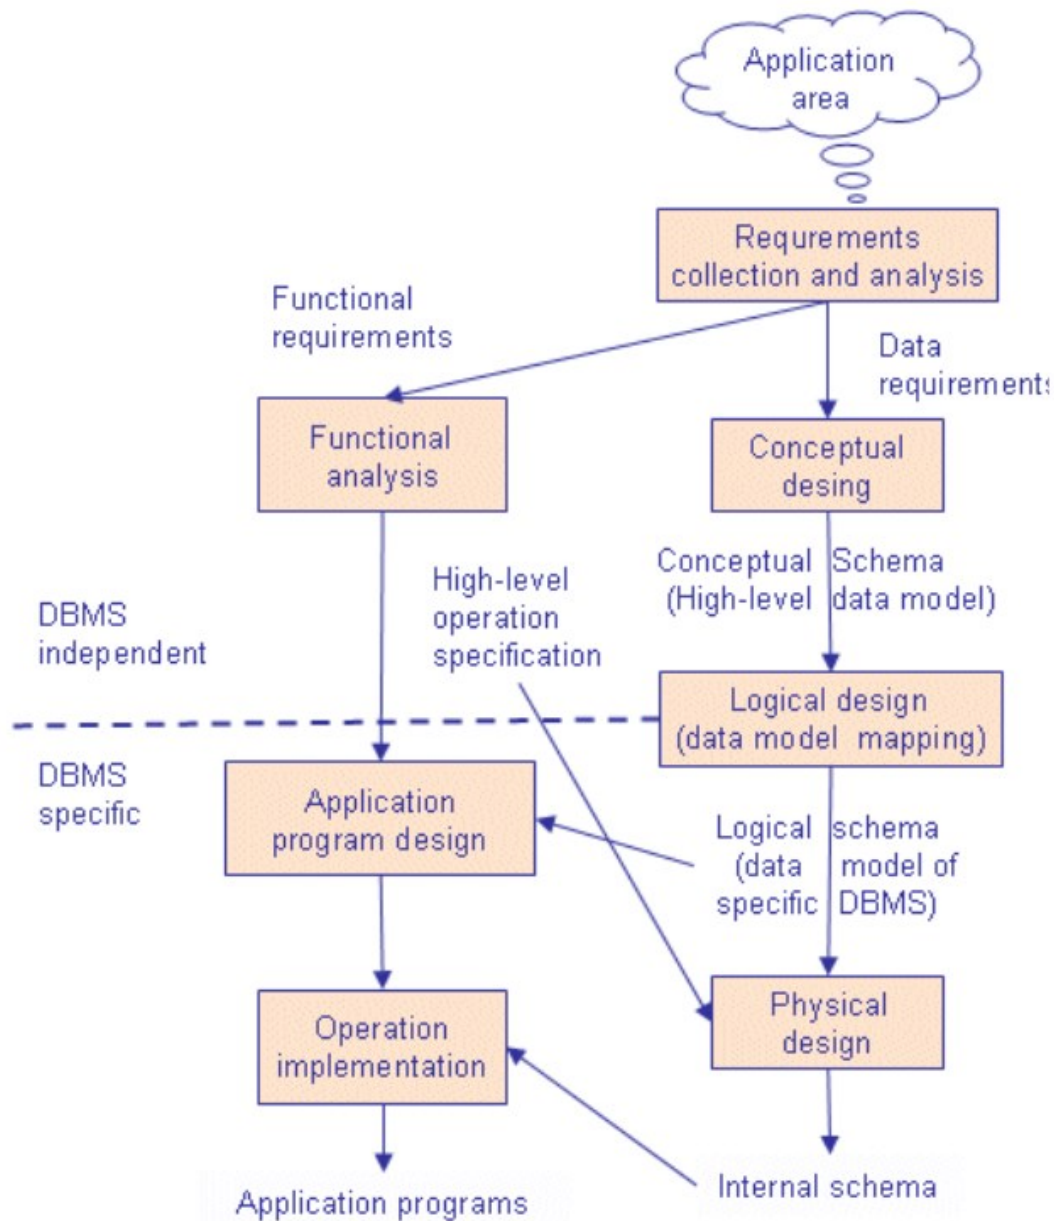 Application
area
Requrements
collection and analysis
Functional
requirements
Data
requirements
Functional
analysis
Conceptual
desing
Conceptual Schema
(High-level data model)
High-level
operation
specification
DBMS
independent
Logical design
(data model mapping)
DBMS
specific
Application
program design
Logical schema
(data model of
specific DBMS)
Operation
implementation
Physical
design
Application programs
Internal schema